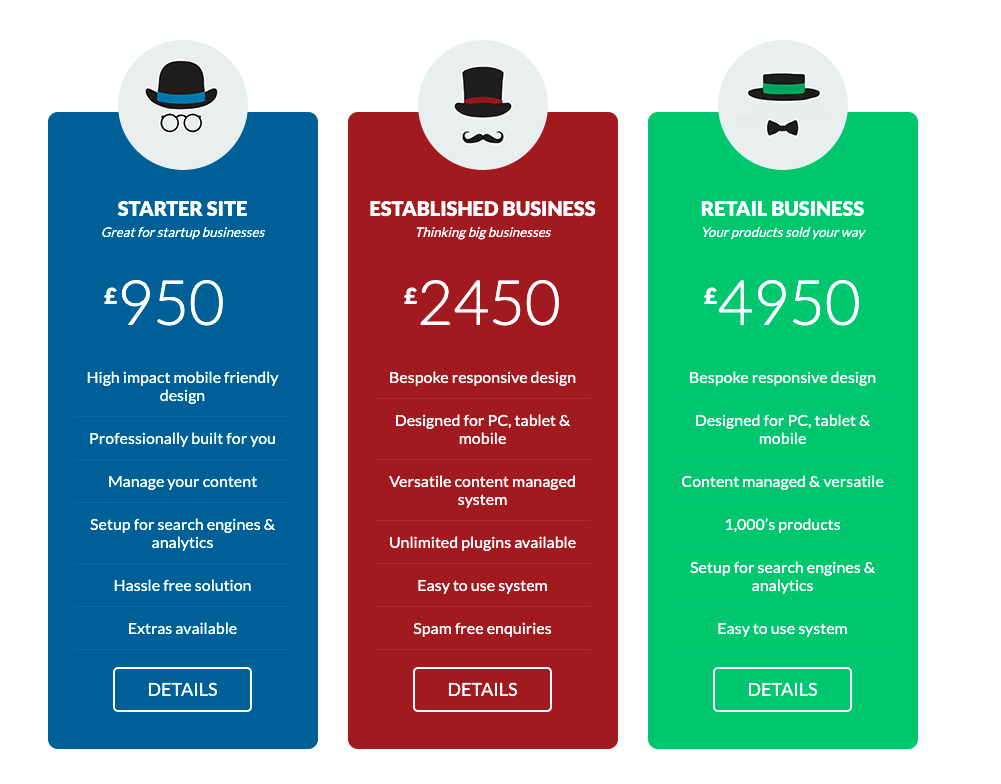 STARTER SITE
Great for startup businesses
£950
High impact mobile friendly
design
Professionally built for you
Manage your content
Setup for search engines &
analytics
Hassle free solution
Extras available
DETAILS
ESTABLISHED BUSINESS
Thinking big businesses
£2450
Bespoke responsive design
Designed for PC, tablet &
mobile
Versatile content managed
system
Unlimited plugins available
Easy to use system
Spam free enquiries
DETAILS
RETAIL BUSINESS
Your products sold your way
£4950
Bespoke responsive design
Designed for PC, tablet &
mobile
Content managed & versatile
1,000’s products
Setup for search engines &
analytics
Easy to use system
DETAILS